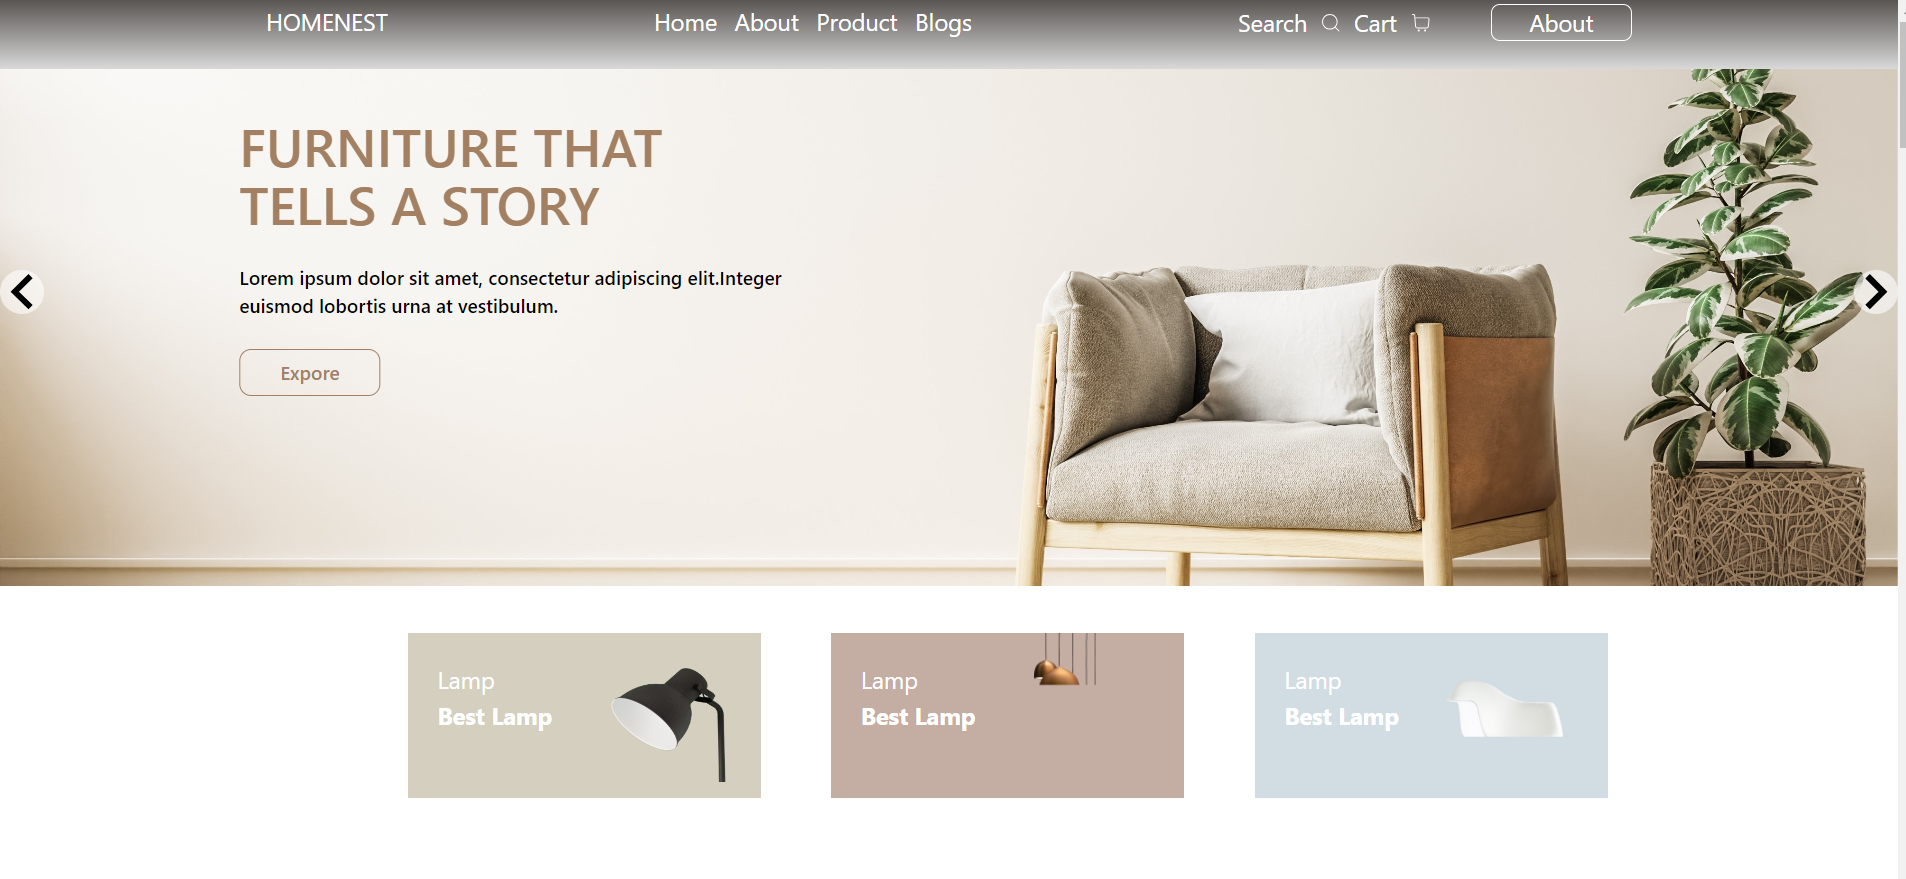 HOMENEST
Home About Product Blogs
Search Cart
About
FURNITURE THAT
TELLS A STORY
Lorem ipsum dolor sit amet, consectetur adipiscing elit.Integer
euismod lobortis urna at vestibulum.
Expore
Lamp
Best Lamp
Lamp
Best Lamp
Lamp
Best Lamp